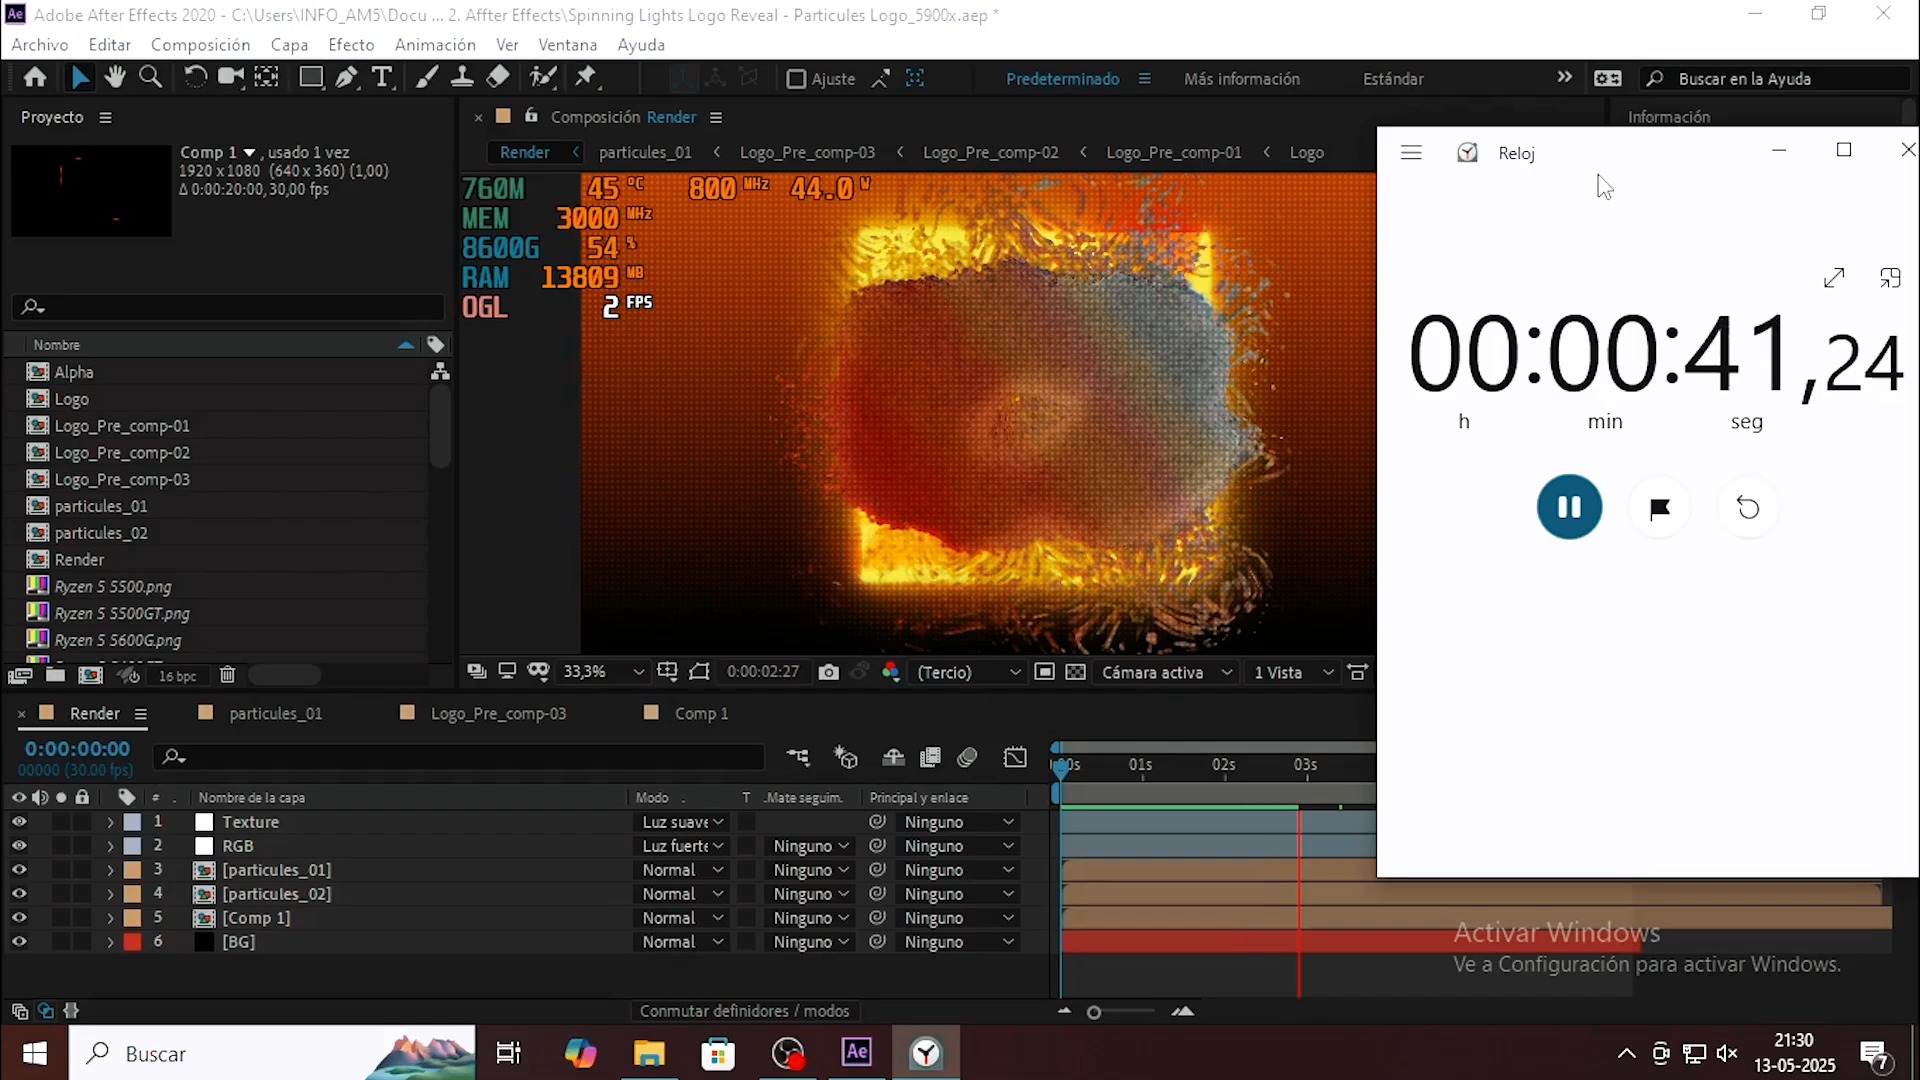 Adobe After Effects 2020 - C:\Users\INFO_AM5\Docu ... 2. Affter Effects\Spinning Lights Logo Reveal - Particules Logo_5900x.aep *
Archivo Editar Composición Capa Efecto Animación Ver Ventana Ayuda
Ajuste Predeterminado Más información Estándar Buscar en la Ayuda
Proyecto
Comp 1 , usado 1 vez
1920 x 1080 (640 x 360) (1,00)
Δ 0:00:20:00, 30,00 fps
Nombre
Alpha
Logo
Logo_Pre_comp-01
Logo_Pre_comp-02
Logo_Pre_comp-03
particules_01
particules_02
Render
Ryzen 5 5500.png
Ryzen 5 5500GT.png
Ryzen 5 5600G.png
16 bpc
Composición Render
Render particules_01 Logo_Pre_comp-03 Logo_Pre_comp-02 Logo_Pre_comp-01 Logo
760M 45 °C 800 MHz 44.0 W
MEM 3000 MHz
8600G 54 %
RAM 13809 MB
OGL 2 FPS
33,3% 0:00:02:27 (Tercio) Cámara activa 1 Vista
Información
Reloj
00:00:41,24
h min seg
Render particules_01 Logo_Pre_comp-03 Comp 1
0:00:00:00
00000 (30.00 fps)
01s 02s 03s
# Nombre de la capa Modo T .Mate seguim. Principal y enlace
1 Texture Luz suave Ninguno
2 RGB Luz fuerte Ninguno Ninguno
3 [particules_01] Normal Ninguno Ninguno
4 [particules_02] Normal Ninguno Ninguno
5 [Comp 1] Normal Ninguno Ninguno
6 [BG] Normal Ninguno Ninguno
Conmutar definidores / modos
Activar Windows
Ve a Configuración para activar Windows.
Buscar
Ae
21:30
13-05-2025
7